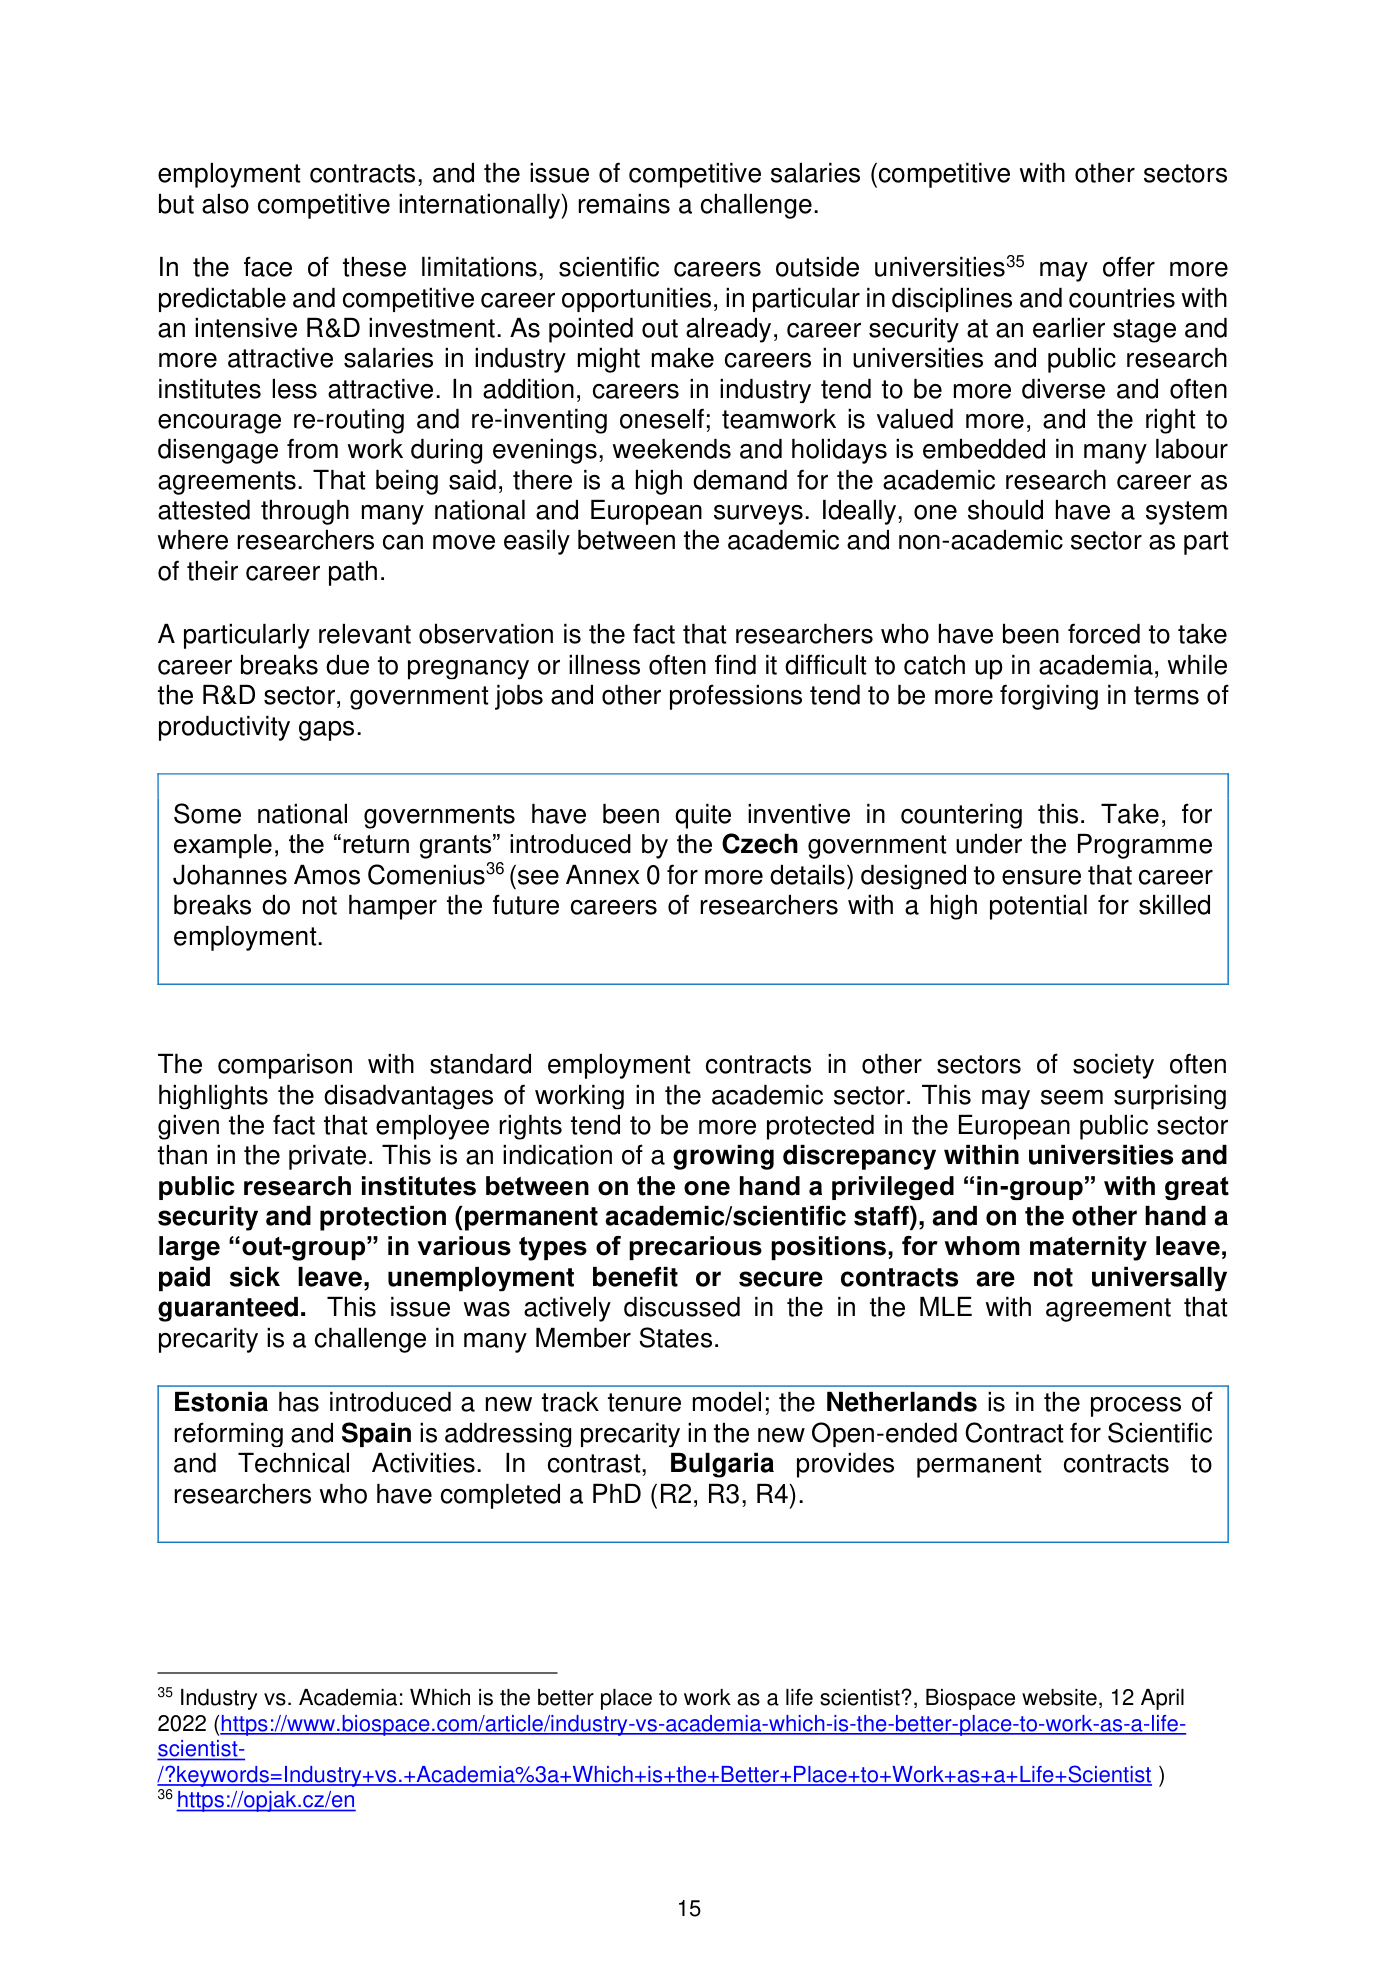 employment contracts, and the issue of competitive salaries (competitive with other sectors
but also competitive internationally) remains a challenge.
In the face of these limitations, scientific careers outside universities35 may offer more
predictable and competitive career opportunities, in particular in disciplines and countries with
an intensive R&D investment. As pointed out already, career security at an earlier stage and
more attractive salaries in industry might make careers in universities and public research
institutes less attractive. In addition, careers in industry tend to be more diverse and often
encourage re-routing and re-inventing oneself; teamwork is valued more, and the right to
disengage from work during evenings, weekends and holidays is embedded in many labour
agreements. That being said, there is a high demand for the academic research career as
attested through many national and European surveys. Ideally, one should have a system
where researchers can move easily between the academic and non-academic sector as part
of their career path.
A particularly relevant observation is the fact that researchers who have been forced to take
career breaks due to pregnancy or illness often find it difficult to catch up in academia, while
the R&D sector, government jobs and other professions tend to be more forgiving in terms of
productivity gaps.
Some national governments have been quite inventive in countering this. Take, for
example, the “return grants” introduced by the Czech government under the Programme
Johannes Amos Comenius36 (see Annex 0 for more details) designed to ensure that career
breaks do not hamper the future careers of researchers with a high potential for skilled
employment.
The comparison with standard employment contracts in other sectors of society often
highlights the disadvantages of working in the academic sector. This may seem surprising
given the fact that employee rights tend to be more protected in the European public sector
than in the private. This is an indication of a growing discrepancy within universities and
public research institutes between on the one hand a privileged “in-group” with great
security and protection (permanent academic/scientific staff), and on the other hand a
large “out-group” in various types of precarious positions, for whom maternity leave,
paid sick leave, unemployment benefit or secure contracts are not universally
guaranteed. This issue was actively discussed in the in the MLE with agreement that
precarity is a challenge in many Member States.
Estonia has introduced a new track tenure model; the Netherlands is in the process of
reforming and Spain is addressing precarity in the new Open-ended Contract for Scientific
and Technical Activities. In contrast, Bulgaria provides permanent contracts to
researchers who have completed a PhD (R2, R3, R4).
35 Industry vs. Academia: Which is the better place to work as a life scientist?, Biospace website, 12 April
2022 (https://www.biospace.com/article/industry-vs-academia-which-is-the-better-place-to-work-as-a-life-
scientist-
/?keywords=Industry+vs.+Academia%3a+Which+is+the+Better+Place+to+Work+as+a+Life+Scientist )
36 https://opjak.cz/en
15